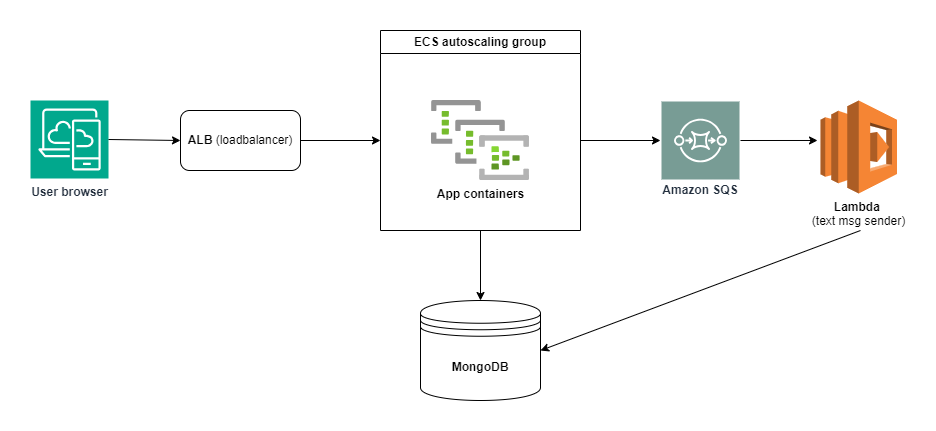 ECS autoscaling group
ALB (loadbalancer)
User browser
App containers
Amazon SQS
Lambda
(text msg sender)
MongoDB